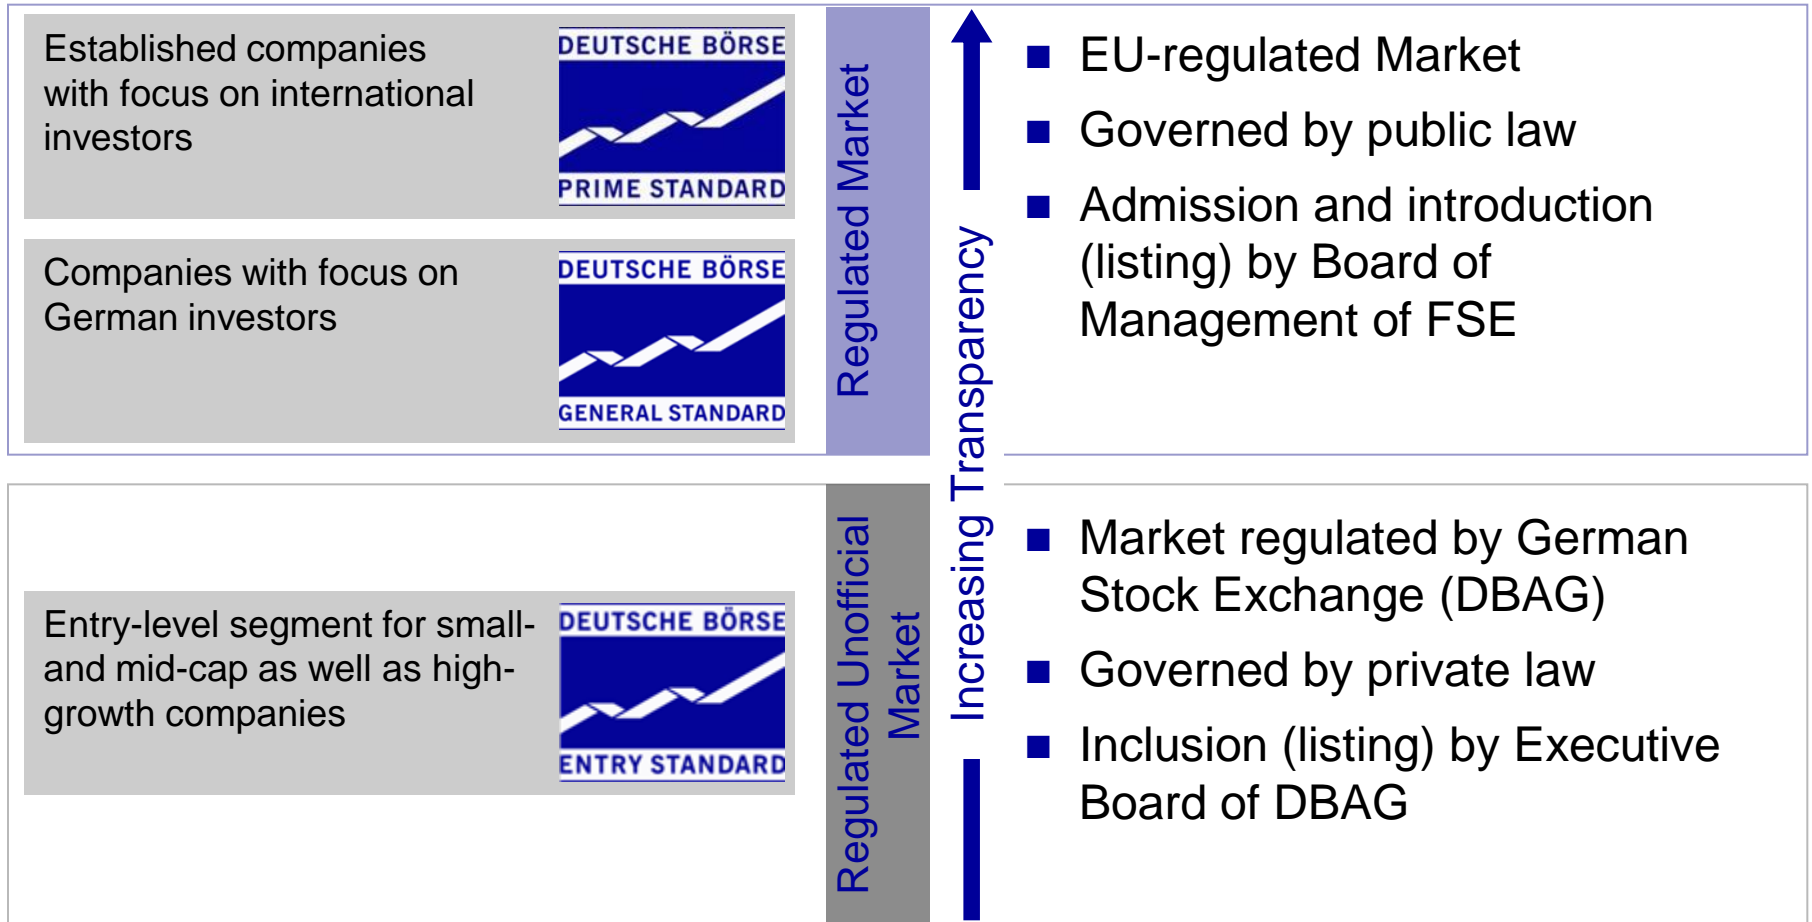 Established companies
with focus on international
investors
DEUTSCHE BÖRSE
PRIME STANDARD
Companies with focus on
German investors
DEUTSCHE BÖRSE
GENERAL STANDARD
Regulated Market
Increasing Transparency
■ EU-regulated Market
■ Governed by public law
■ Admission and introduction
(listing) by Board of
Management of FSE
Entry-level segment for small-
and mid-cap as well as high-
growth companies
DEUTSCHE BÖRSE
ENTRY STANDARD
Regulated Unofficial
Market
■ Market regulated by German
Stock Exchange (DBAG)
■ Governed by private law
■ Inclusion (listing) by Executive
Board of DBAG